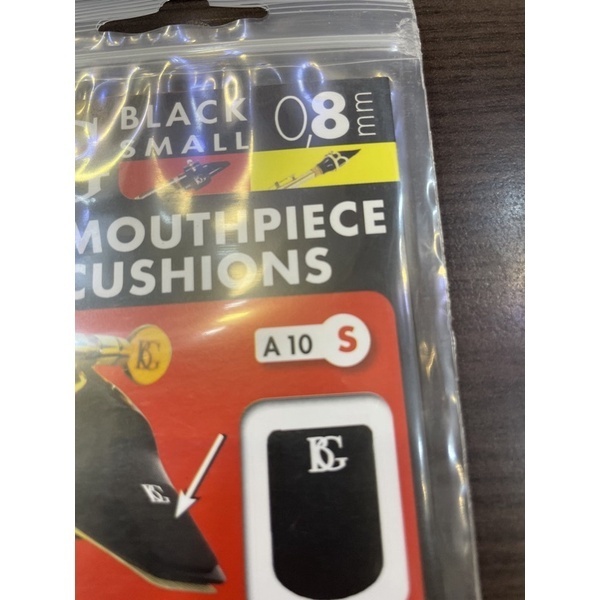 BLACK
SMALL
0,8 mm
MOUTHPIECE
CUSHIONS
A 10 S
BG
BG
BG